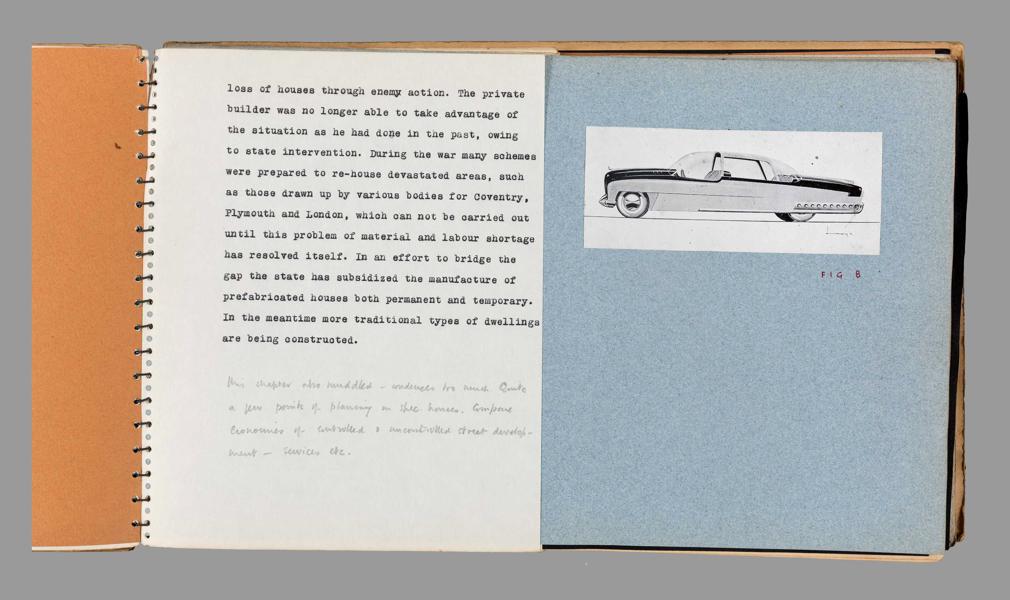 loss of houses through enemy action. The private
builder was no longer able to take advantage of
the situation as he had done in the past, owing
to state intervention. During the war many schemes
were prepared to re-house devastated areas, such
as those drawn up by various bodies for Coventry,
Plymouth and London, which can not be carried out
until this problem of material and labour shortage
has resolved itself. In an effort to bridge the
gap the state has subsidized the manufacture of
prefabricated houses both permanent and temporary.
In the meantime more traditional types of dwellings
are being constructed.
This chapter also muddled – condenses too much Quote
a few points of planning on spec. houses. Compare
Economies of controlled & uncontrolled street develop-
ment – services etc.
FIG 8